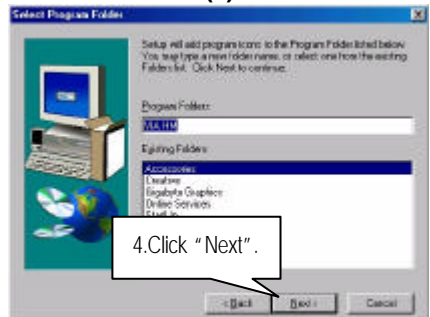 Select Program Folder
Setup will add program icons to the Program Folder listed below.
You may type a new folder name, or select one from the existing
Folders list. Click Next to continue.
Program Folders:
VIA HM
Existing Folders:
Accessories
Creative
Gigabyte Graphics
Online Services
StartUp
4.Click “Next”.
< Back
Next >
Cancel